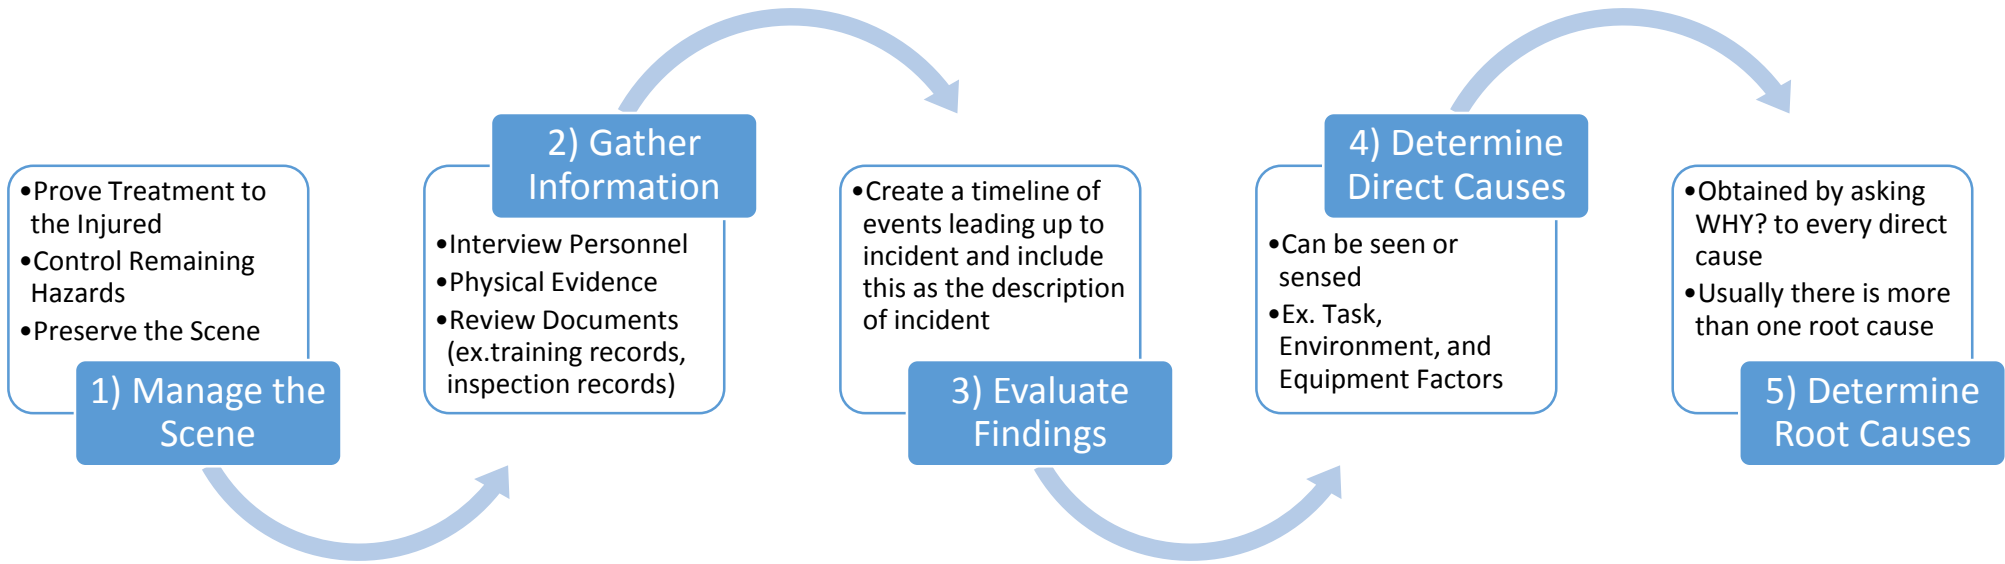 •Prove Treatment to
the Injured
•Control Remaining
Hazards
•Preserve the Scene
1) Manage the
Scene
2) Gather
Information
•Interview Personnel
•Physical Evidence
•Review Documents
(ex.training records,
inspection records)
•Create a timeline of
events leading up to
incident and include
this as the description
of incident
3) Evaluate
Findings
4) Determine
Direct Causes
•Can be seen or
sensed
•Ex. Task,
Environment, and
Equipment Factors
•Obtained by asking
WHY? to every direct
cause
•Usually there is more
than one root cause
5) Determine
Root Causes